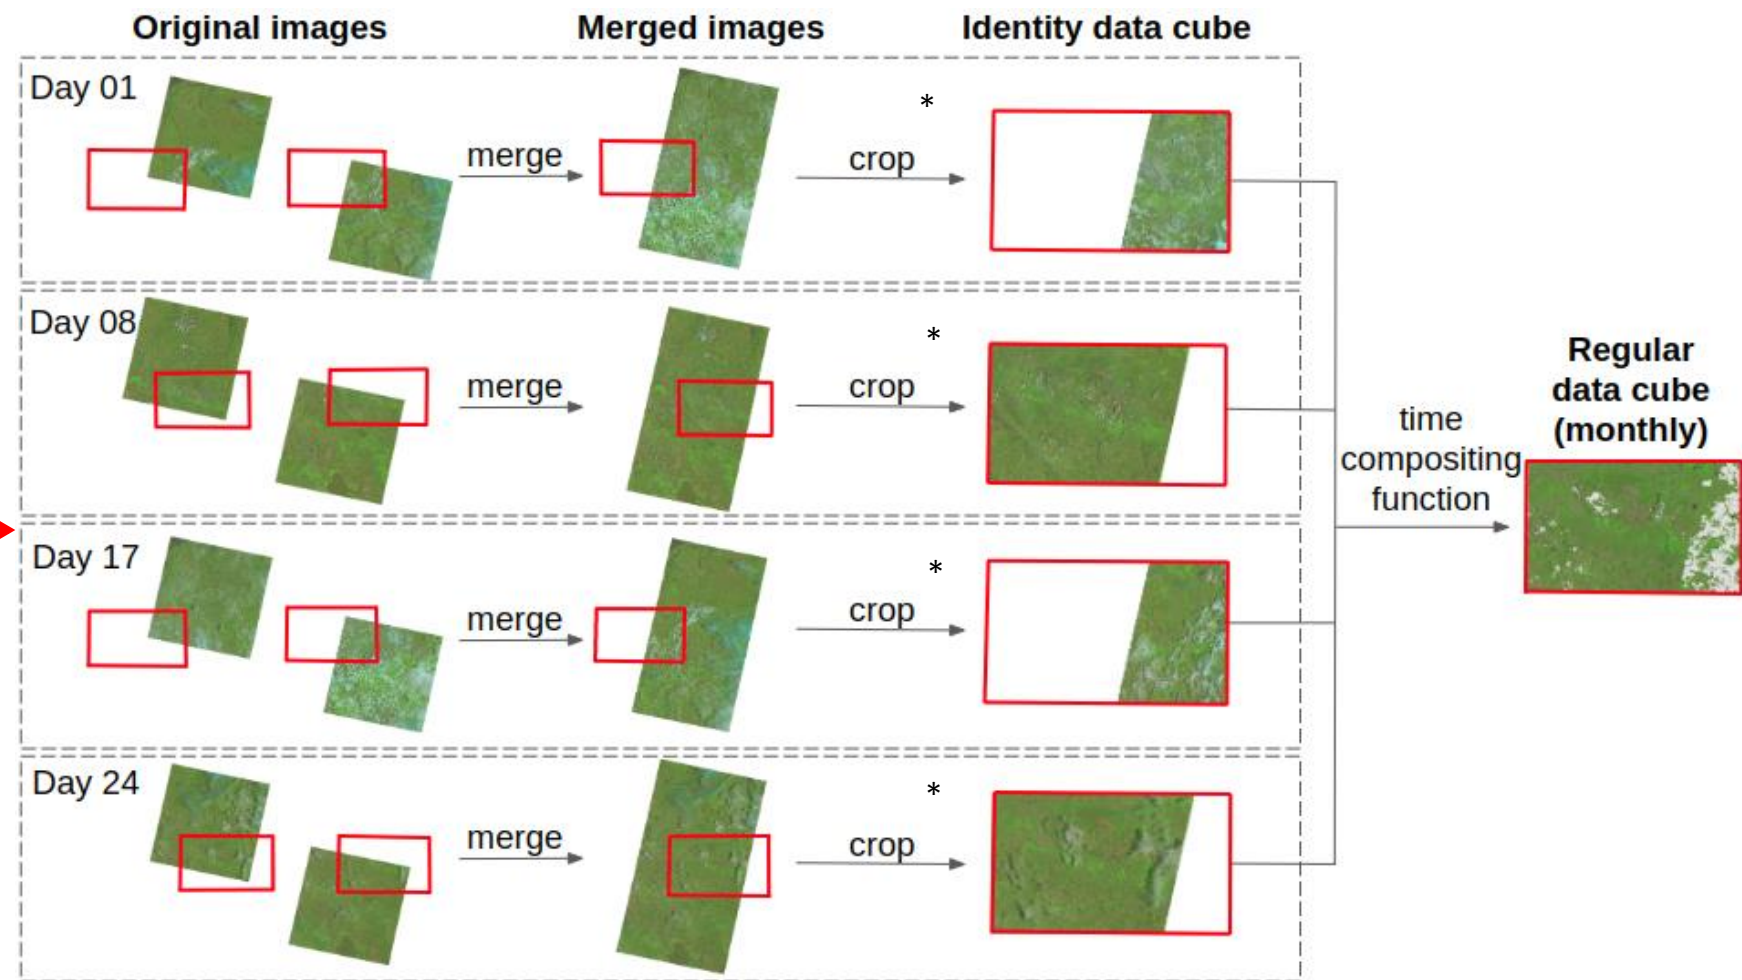 Original images
Merged images
Identity data cube
Day 01
merge
crop
*
Day 08
merge
crop
*
Day 17
merge
crop
*
Day 24
merge
crop
*
time
compositing
function
Regular
data cube
(monthly)